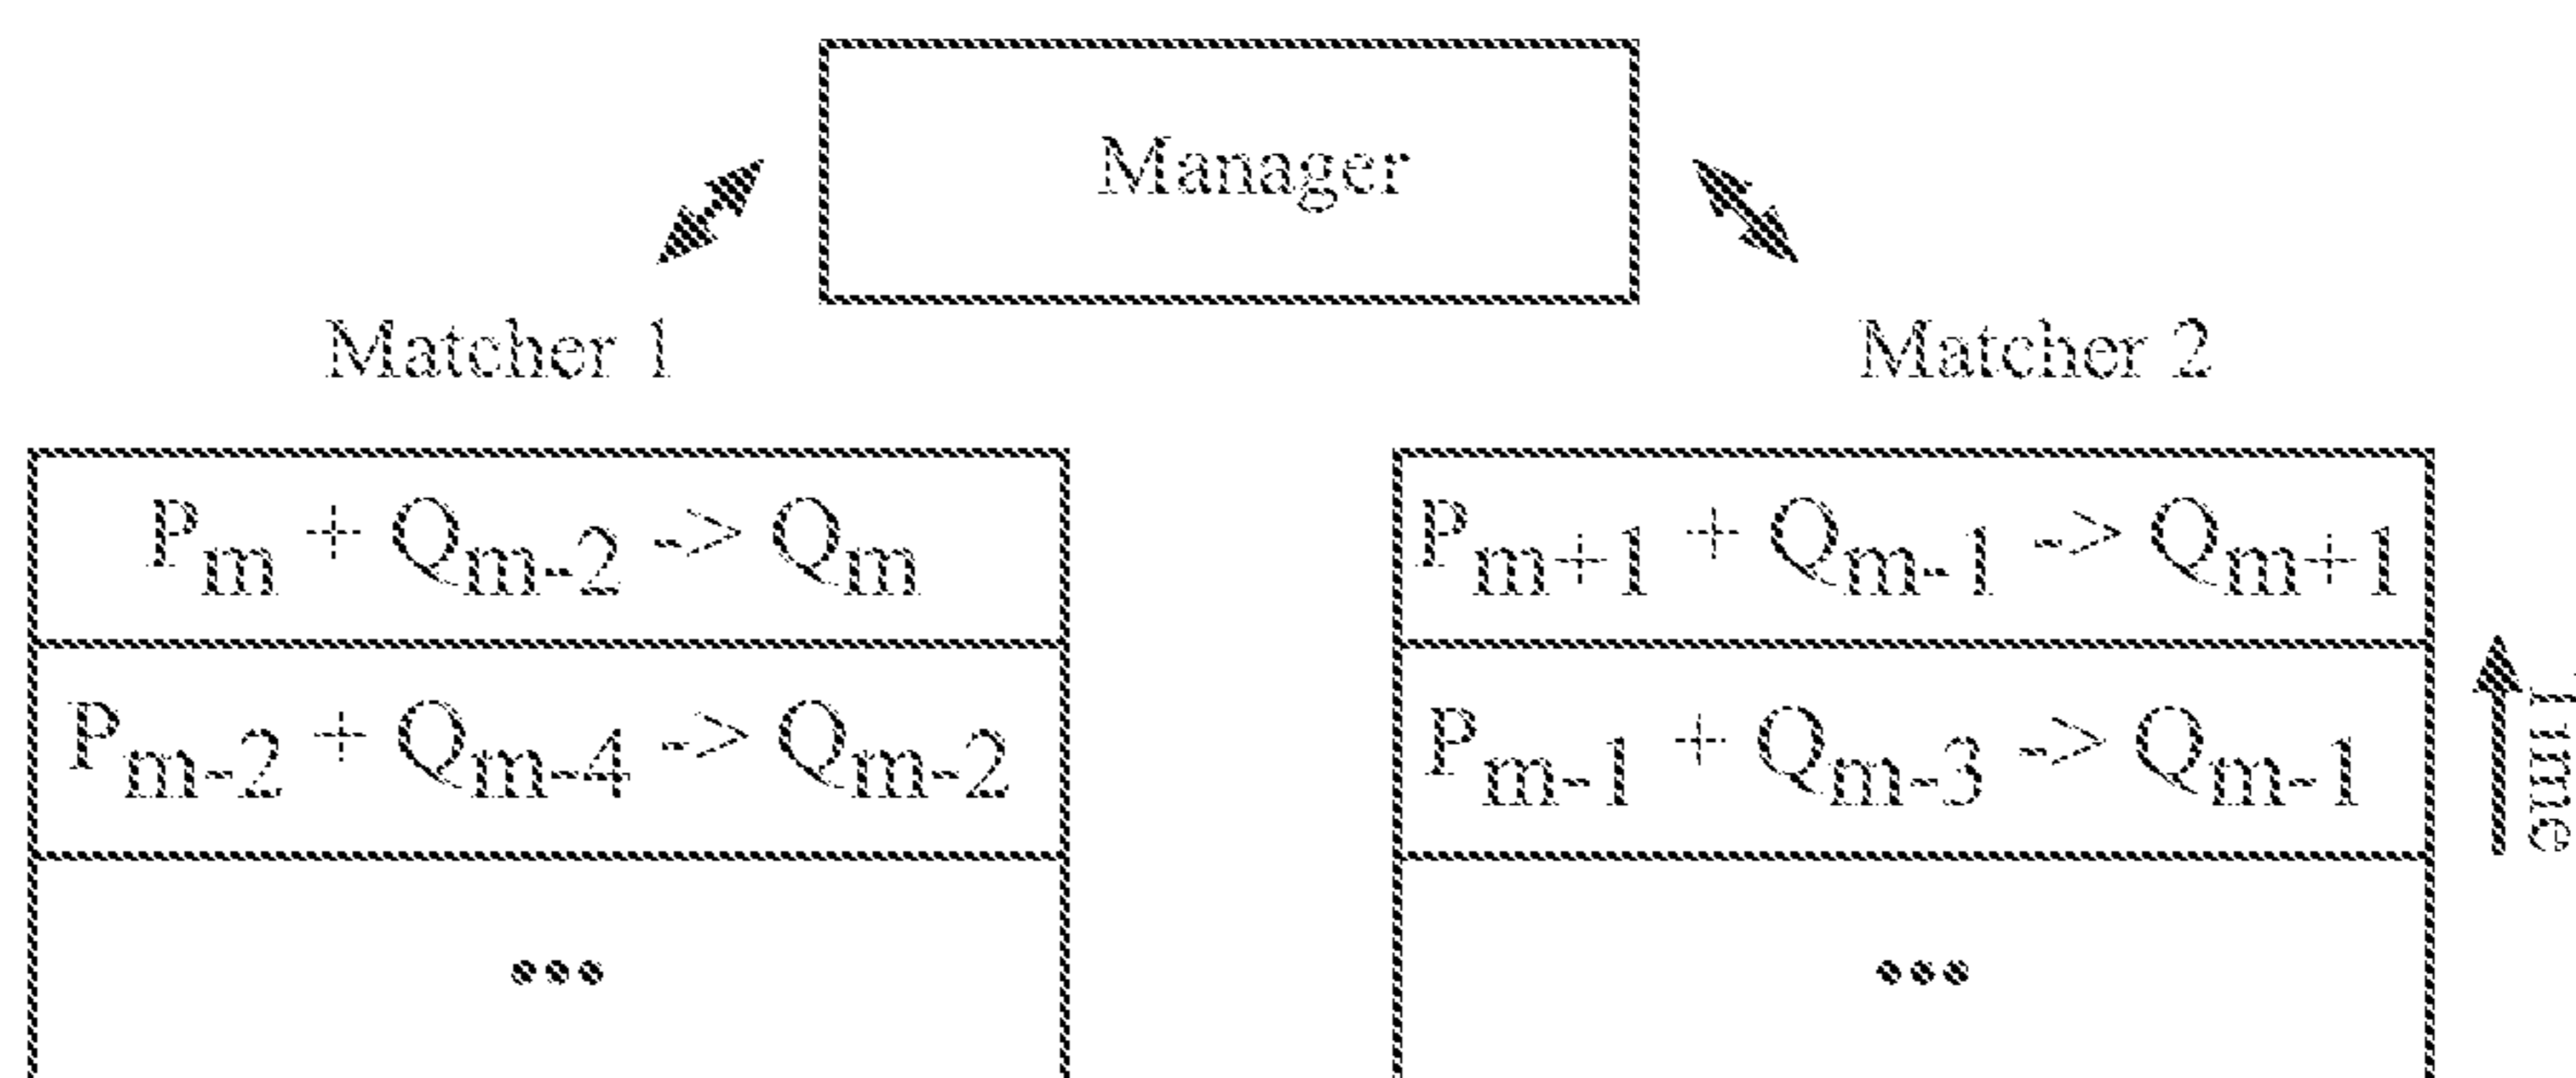 Manager
Matcher 1
Matcher 2
Pm + Qm-2 -> Qm
Pm+1 + Qm-1 -> Qm+1
Pm-2 + Qm-4 -> Qm-2
Pm-1 + Qm-3 -> Qm-1
Time
•••
•••